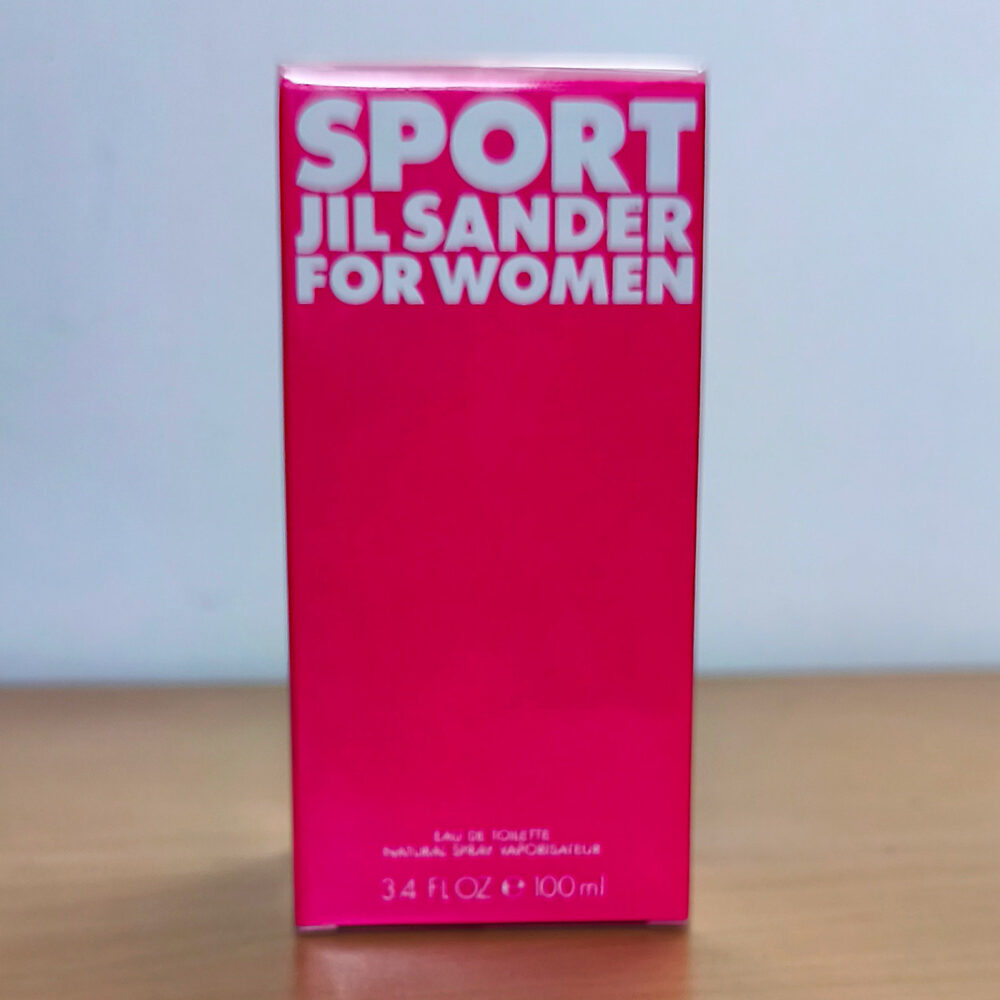 SPORT
JIL SANDER
FOR WOMEN
EAU DE TOILETTE
NATURAL SPRAY VAPORISATEUR
3.4 FL OZ e 100 ml